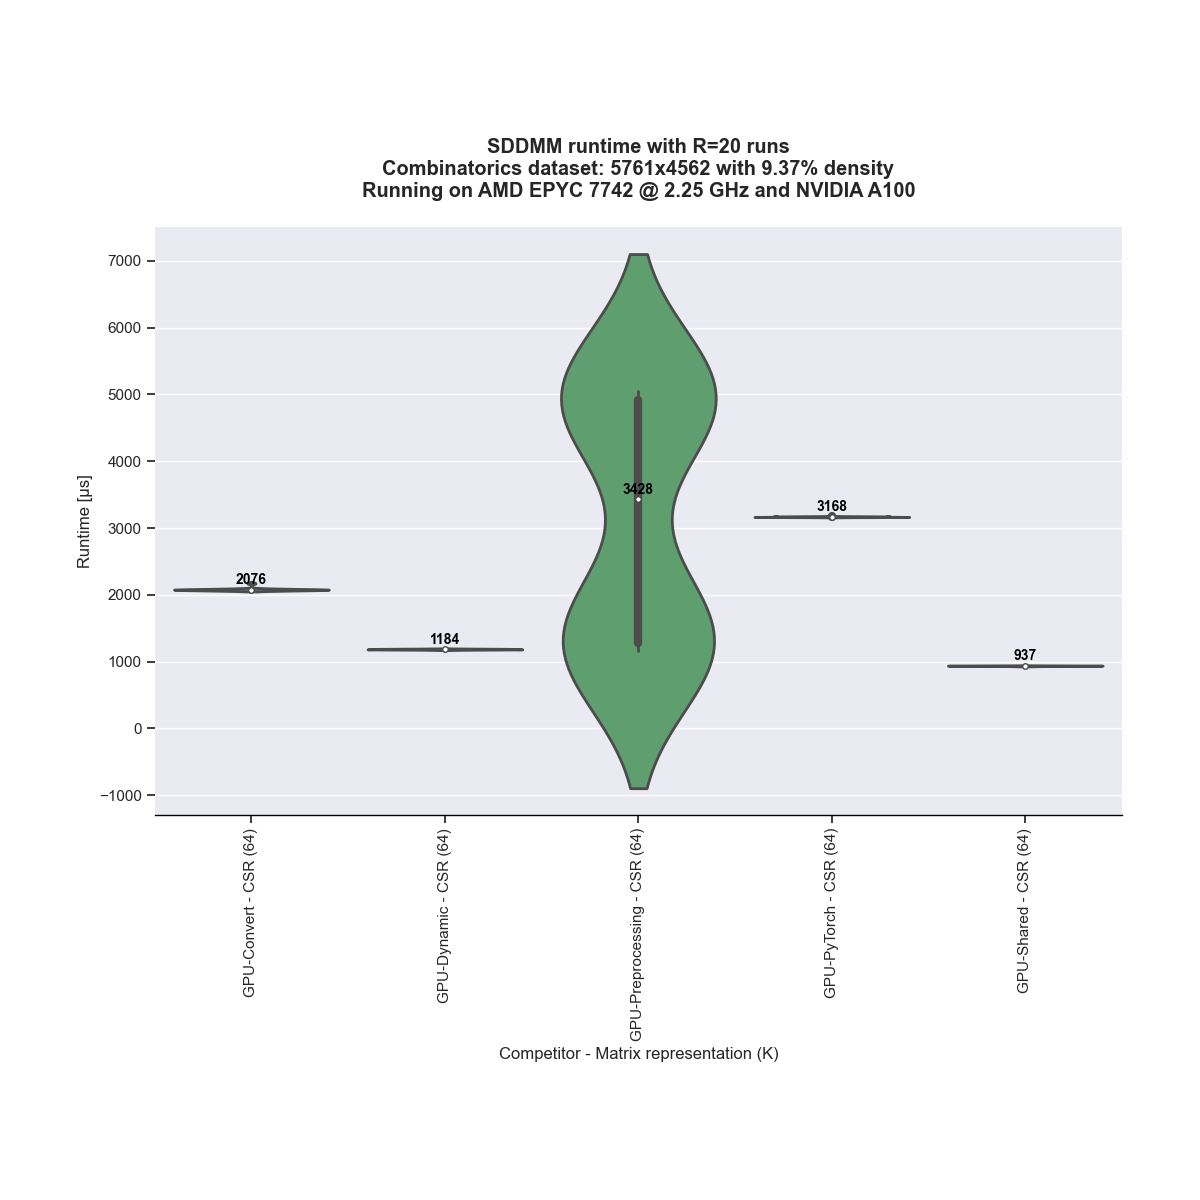 SDDMM runtime with R=20 runs
Combinatorics dataset: 5761x4562 with 9.37% density
Running on AMD EPYC 7742 @ 2.25 GHz and NVIDIA A100
Runtime [µs]
7000
6000
5000
4000
3000
2000
1000
0
−1000
2076
1184
3428
3168
937
GPU-Convert - CSR (64)
GPU-Dynamic - CSR (64)
GPU-Preprocessing - CSR (64)
GPU-PyTorch - CSR (64)
GPU-Shared - CSR (64)
Competitor - Matrix representation (K)